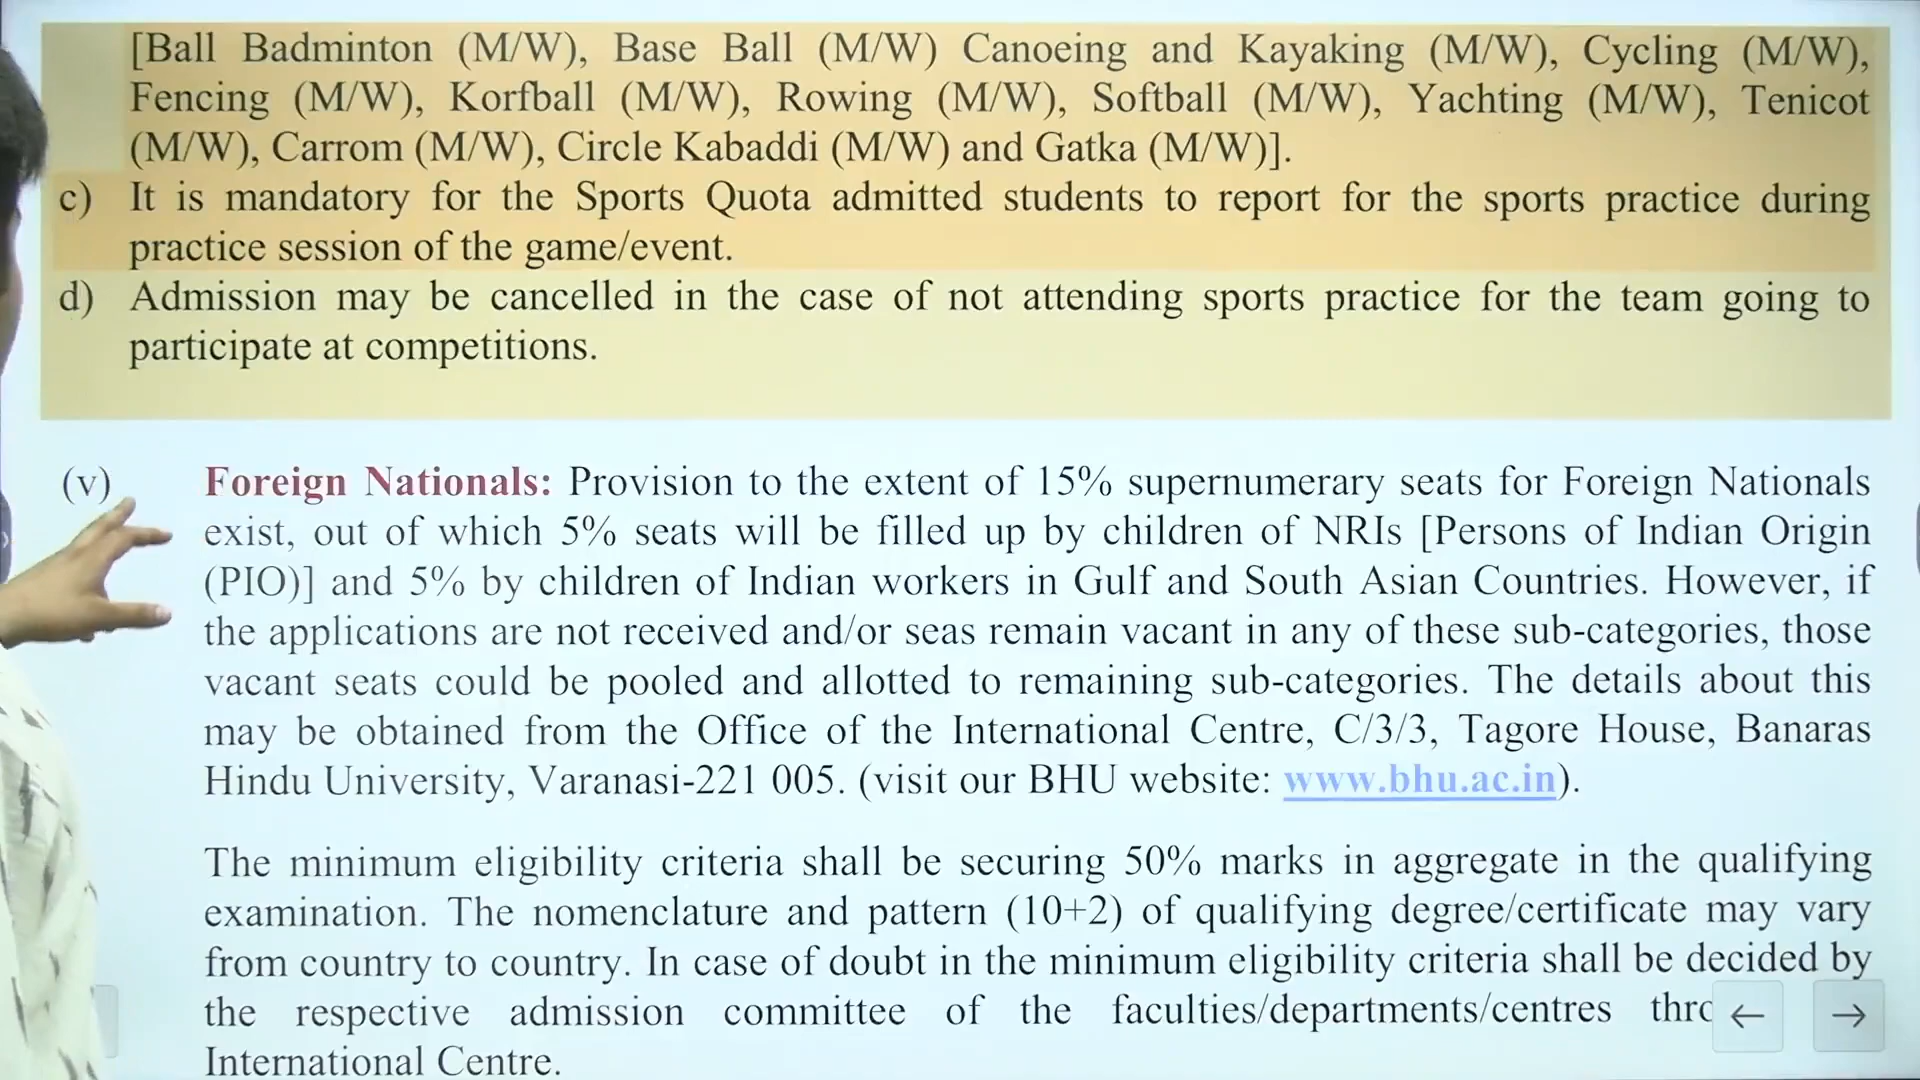 [Ball Badminton (M/W), Base Ball (M/W) Canoeing and Kayaking (M/W), Cycling (M/W),
Fencing (M/W), Korfball (M/W), Rowing (M/W), Softball (M/W), Yachting (M/W), Tenicot
(M/W), Carrom (M/W), Circle Kabaddi (M/W) and Gatka (M/W)].
c) It is mandatory for the Sports Quota admitted students to report for the sports practice during
practice session of the game/event.
d) Admission may be cancelled in the case of not attending sports practice for the team going to
participate at competitions.
(v) Foreign Nationals: Provision to the extent of 15% supernumerary seats for Foreign Nationals
exist, out of which 5% seats will be filled up by children of NRIs [Persons of Indian Origin
(PIO)] and 5% by children of Indian workers in Gulf and South Asian Countries. However, if
the applications are not received and/or seas remain vacant in any of these sub-categories, those
vacant seats could be pooled and allotted to remaining sub-categories. The details about this
may be obtained from the Office of the International Centre, C/3/3, Tagore House, Banaras
Hindu University, Varanasi-221 005. (visit our BHU website: www.bhu.ac.in).
The minimum eligibility criteria shall be securing 50% marks in aggregate in the qualifying
examination. The nomenclature and pattern (10+2) of qualifying degree/certificate may vary
from country to country. In case of doubt in the minimum eligibility criteria shall be decided by
the respective admission committee of the faculties/departments/centres
International Centre.